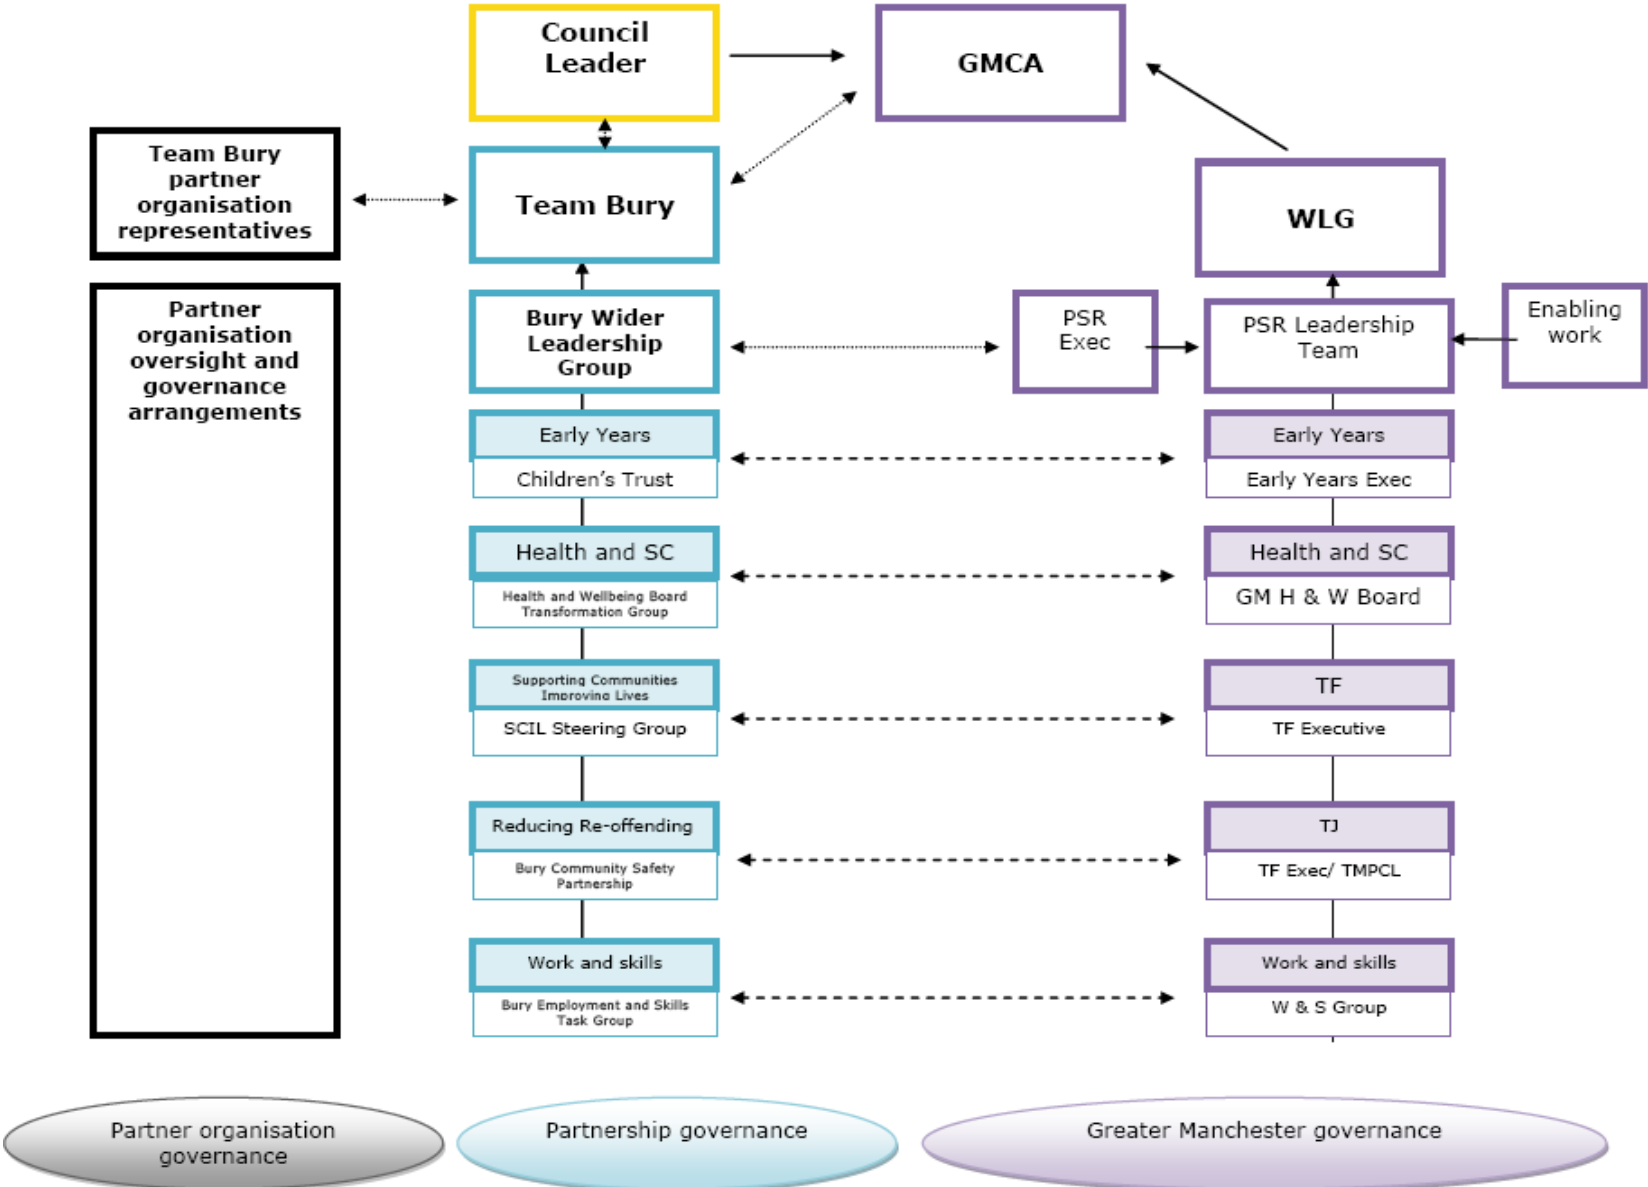 Council
Leader
GMCA
Team Bury
partner
organisation
representatives
Team Bury
WLG
Partner
organisation
oversight and
governance
arrangements
Bury Wider
Leadership
Group
PSR
Exec
PSR Leadership
Team
Enabling
work
Early Years
Children's Trust
Early Years
Early Years Exec
Health and SC
Health and Wellbeing Board
Transformation Group
Health and SC
GM H & W Board
Supporting Communities
Improving Lives
SCIL Steering Group
TF
TF Executive
Reducing Re-offending
Bury Community Safety
Partnership
TJ
TF Exec/ TMPCL
Work and skills
Bury Employment and Skills
Task Group
Work and skills
W & S Group
Partner organisation
governance
Partnership governance
Greater Manchester governance